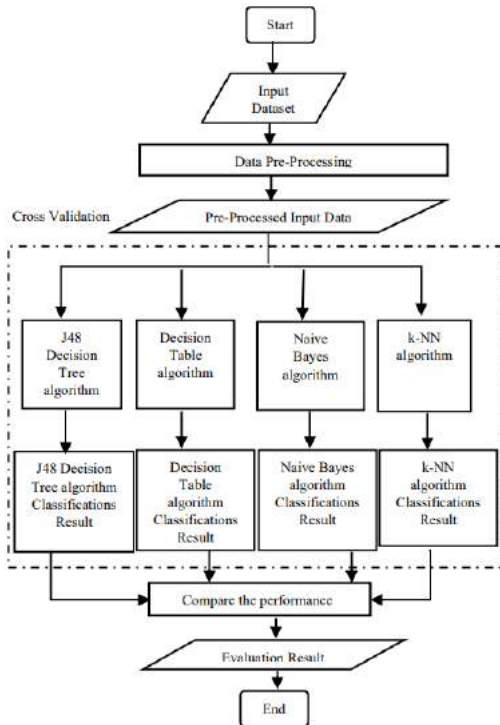 Start
Input
Dataset
Data Pre-Processing
Cross Validation
Pre-Processed Input Data
J48
Decision
Tree
algorithm
Decision
Table
algorithm
Naive
Bayes
algorithm
k-NN
algorithm
J48 Decision
Tree algorithm
Classifications
Result
Decision
Table
algorithm
Classifications
Result
Naive Bayes
algorithm
Classifications
Result
k-NN
algorithm
Classifications
Result
Compare the performance
Evaluation Result
End